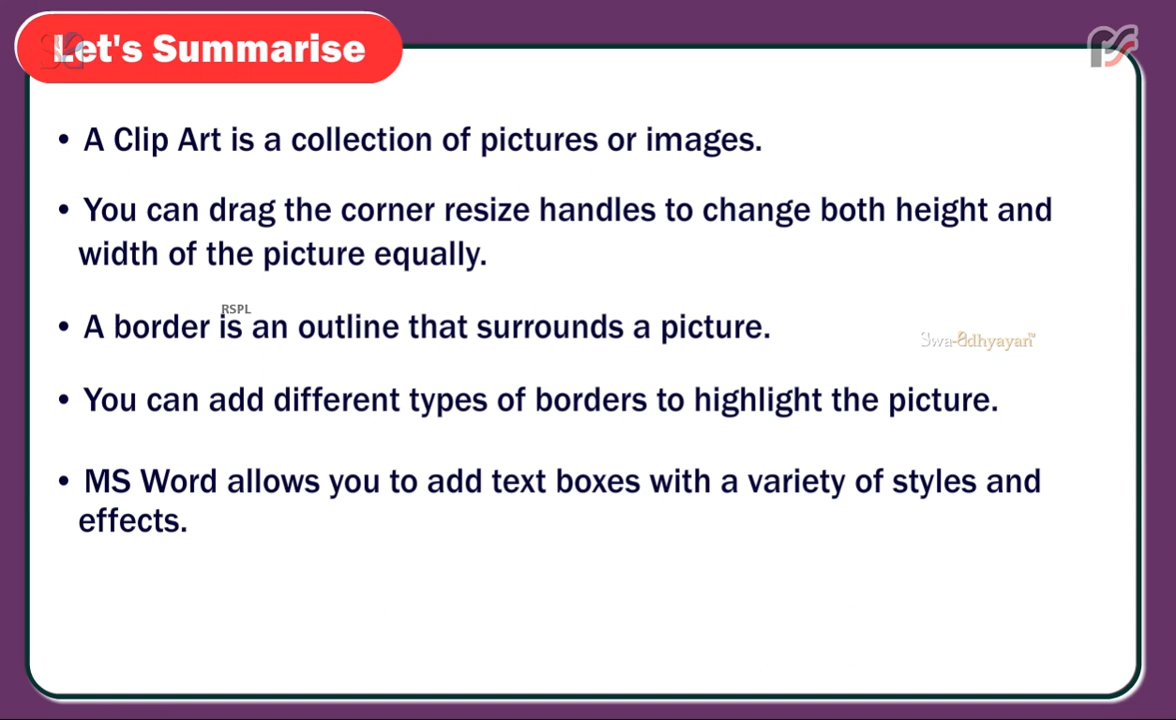 Let's Summarise
• A Clip Art is a collection of pictures or images.
• You can drag the corner resize handles to change both height and
width of the picture equally.
RSPL
• A border is an outline that surrounds a picture.
Swa-adhyayan™
• You can add different types of borders to highlight the picture.
• MS Word allows you to add text boxes with a variety of styles and
effects.